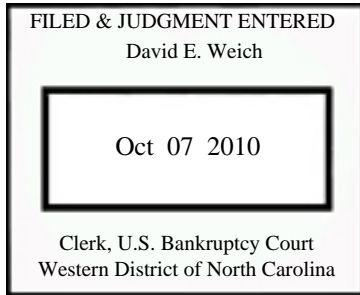 FILED & JUDGMENT ENTERED
David E. Weich
Oct 07 2010
Clerk, U.S. Bankruptcy Court
Western District of North Carolina